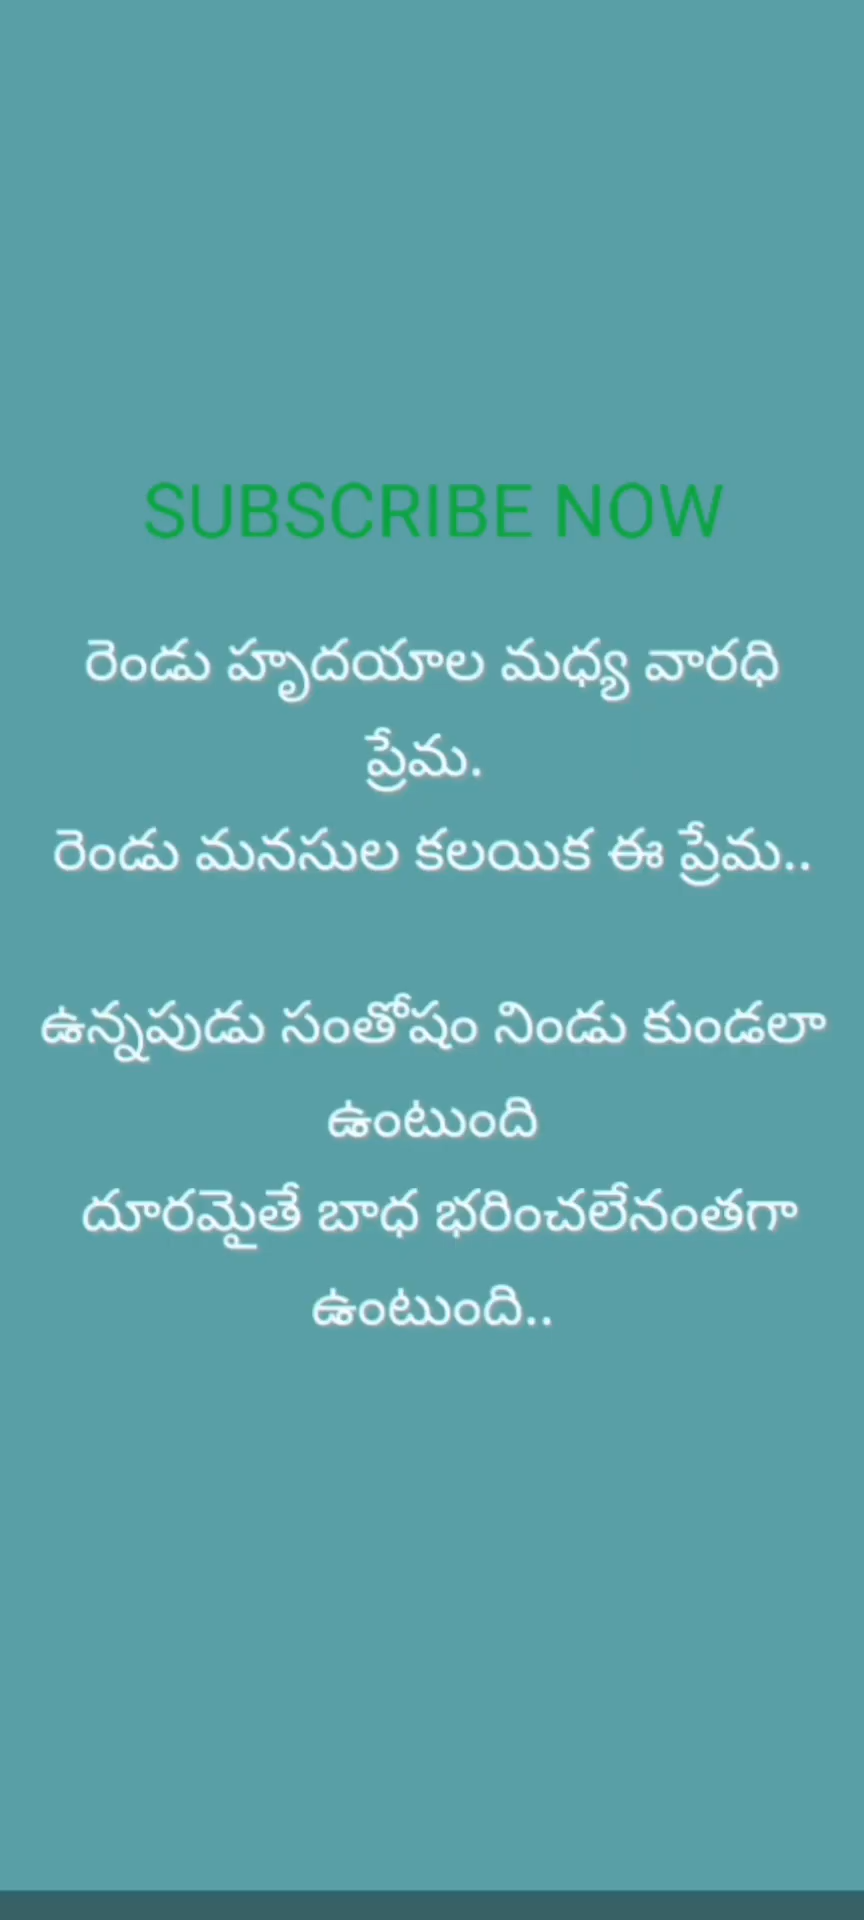 SUBSCRIBE NOW
రెండు హృదయాల మధ్య వారధి
ప్రేమ.
రెండు మనసుల కలయిక ఈ ప్రేమ..
ఉన్నపుడు సంతోషం నిండు కుండలా
ఉంటుంది
దూరమైతే బాధ భరించలేనంతగా
ఉంటుంది..